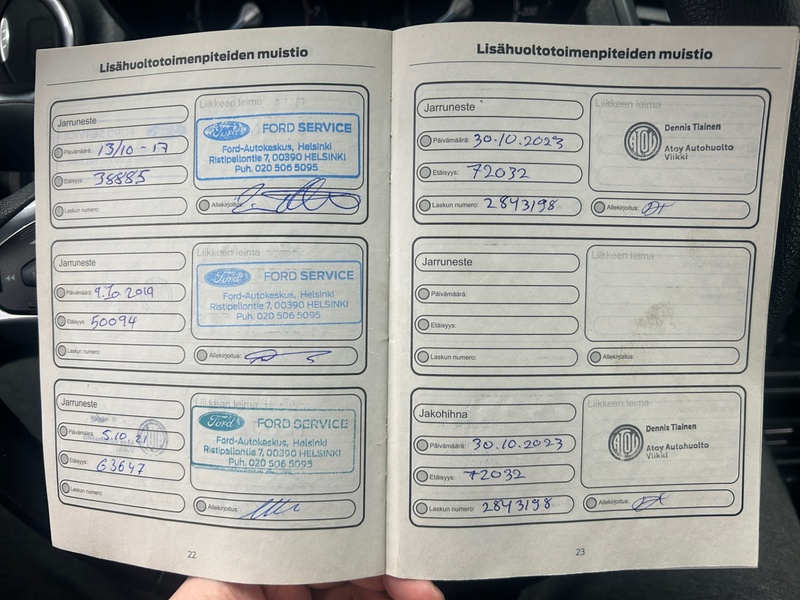 Lisähuoltotoimenpiteiden muistio
Jarruneste
Päivämäärä: 13/10 - 17
Etäisyys: 38885
Laskun numero:
Liikkeen leima
Ford FORD SERVICE
Ford-Autokeskus, Helsinki
Ristipellontie 7, 00390 HELSINKI
Puh. 020 506 5095
Allekirjoitus:
Jarruneste
Päivämäärä: 9.10 2019
Etäisyys: 50094
Laskun numero:
Liikkeen leima
Ford FORD SERVICE
Ford-Autokeskus, Helsinki
Ristipellontie 7, 00390 HELSINKI
Puh. 020 506 5095
Allekirjoitus:
Jarruneste
Päivämäärä: 5.10.21
Etäisyys: 63647
Laskun numero:
Liikkeen leima
Ford FORD SERVICE
Ford-Autokeskus, Helsinki
Ristipellontie 7, 00390 HELSINKI
Puh. 020 506 5095
Allekirjoitus:
22
Lisähuoltotoimenpiteiden muistio
Jarruneste
Päivämäärä: 30.10.2023
Etäisyys: 72032
Laskun numero: 2843198
Liikkeen leima
Dennis Tiainen
Atoy Autohuolto
Viikki
Allekirjoitus: DT
Jarruneste
Päivämäärä:
Etäisyys:
Laskun numero:
Liikkeen leima
Allekirjoitus:
Jakohihna
Päivämäärä: 30.10.2023
Etäisyys: 72032
Laskun numero: 2843198
Liikkeen leima
Dennis Tiainen
Atoy Autohuolto
Viikki
Allekirjoitus: DT
23